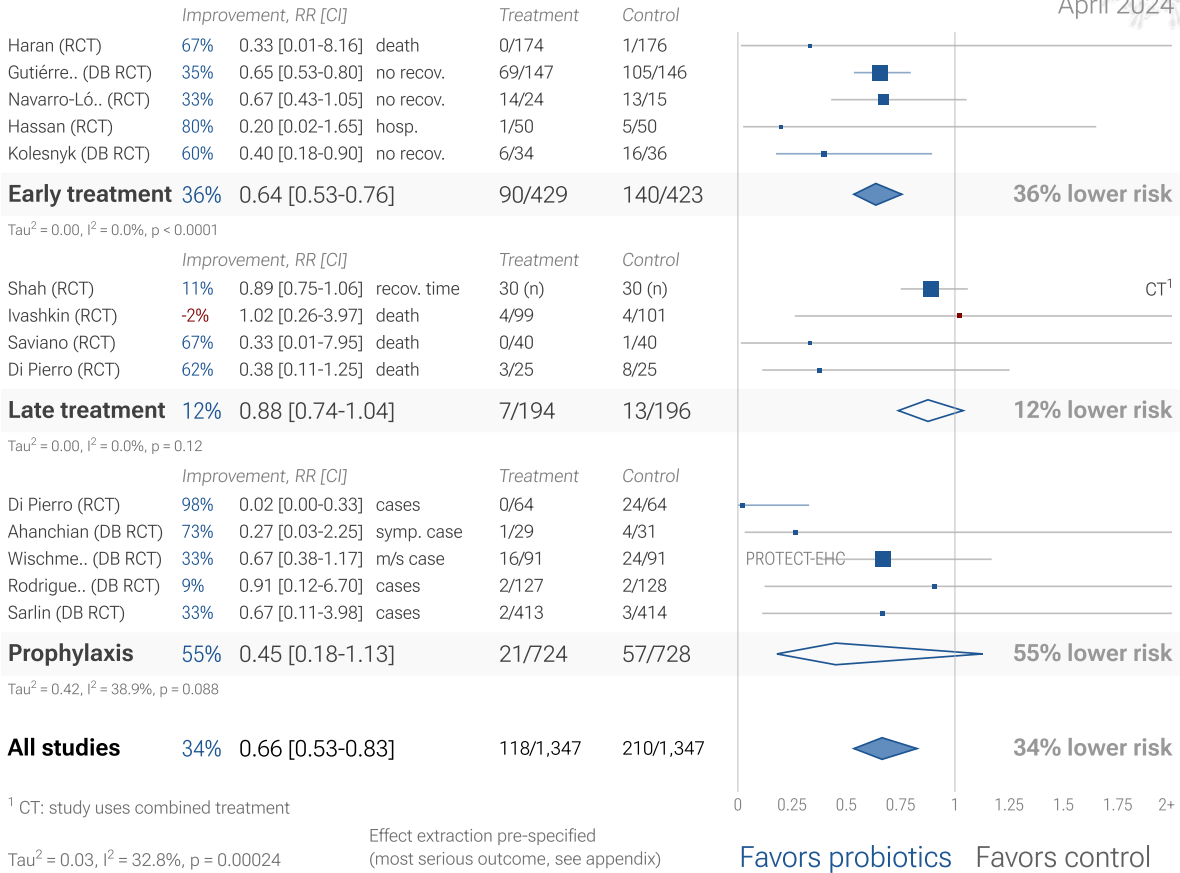 April 2024
Improvement, RR [CI] Treatment Control
Haran (RCT) 67% 0.33 [0.01-8.16] death 0/174 1/176
Gutiérre.. (DB RCT) 35% 0.65 [0.53-0.80] no recov. 69/147 105/146
Navarro-Ló.. (RCT) 33% 0.67 [0.43-1.05] no recov. 14/24 13/15
Hassan (RCT) 80% 0.20 [0.02-1.65] hosp. 1/50 5/50
Kolesnyk (DB RCT) 60% 0.40 [0.18-0.90] no recov. 6/34 16/36
Early treatment 36% 0.64 [0.53-0.76] 90/429 140/423 36% lower risk
Tau² = 0.00, I² = 0.0%, p < 0.0001
Improvement, RR [CI] Treatment Control
Shah (RCT) 11% 0.89 [0.75-1.06] recov. time 30 (n) 30 (n) CT¹
Ivashkin (RCT) -2% 1.02 [0.26-3.97] death 4/99 4/101
Saviano (RCT) 67% 0.33 [0.01-7.95] death 0/40 1/40
Di Pierro (RCT) 62% 0.38 [0.11-1.25] death 3/25 8/25
Late treatment 12% 0.88 [0.74-1.04] 7/194 13/196 12% lower risk
Tau² = 0.00, I² = 0.0%, p = 0.12
Improvement, RR [CI] Treatment Control
Di Pierro (RCT) 98% 0.02 [0.00-0.33] cases 0/64 24/64
Ahanchian (DB RCT) 73% 0.27 [0.03-2.25] symp. case 1/29 4/31
Wischme.. (DB RCT) 33% 0.67 [0.38-1.17] m/s case 16/91 24/91 PROTECT-EHC
Rodrigue.. (DB RCT) 9% 0.91 [0.12-6.70] cases 2/127 2/128
Sarlin (DB RCT) 33% 0.67 [0.11-3.98] cases 2/413 3/414
Prophylaxis 55% 0.45 [0.18-1.13] 21/724 57/728 55% lower risk
Tau² = 0.42, I² = 38.9%, p = 0.088
All studies 34% 0.66 [0.53-0.83] 118/1,347 210/1,347 34% lower risk
0 0.25 0.5 0.75 1 1.25 1.5 1.75 2+
¹ CT: study uses combined treatment
Effect extraction pre-specified
(most serious outcome, see appendix)
Tau² = 0.03, I² = 32.8%, p = 0.00024
Favors probiotics Favors control